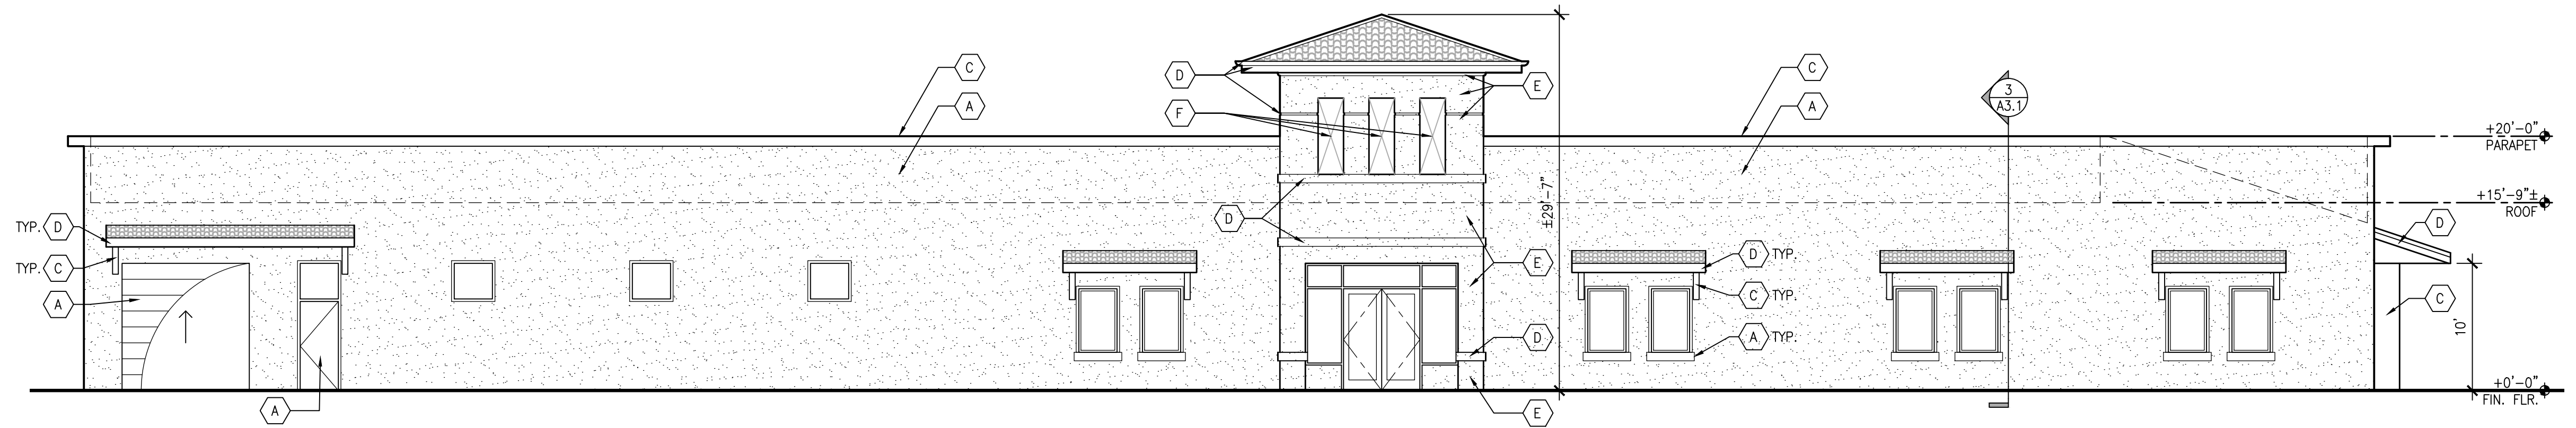 C
A
D
F
E
C
A
3
A3.1
+20'-0"
PARAPET
+15'-9"±
ROOF
±29'-7"
TYP. D
TYP. C
A
D
E
D TYP.
C TYP.
A TYP.
D
C
10'
D
E
A
+0'-0"
FIN. FLR.